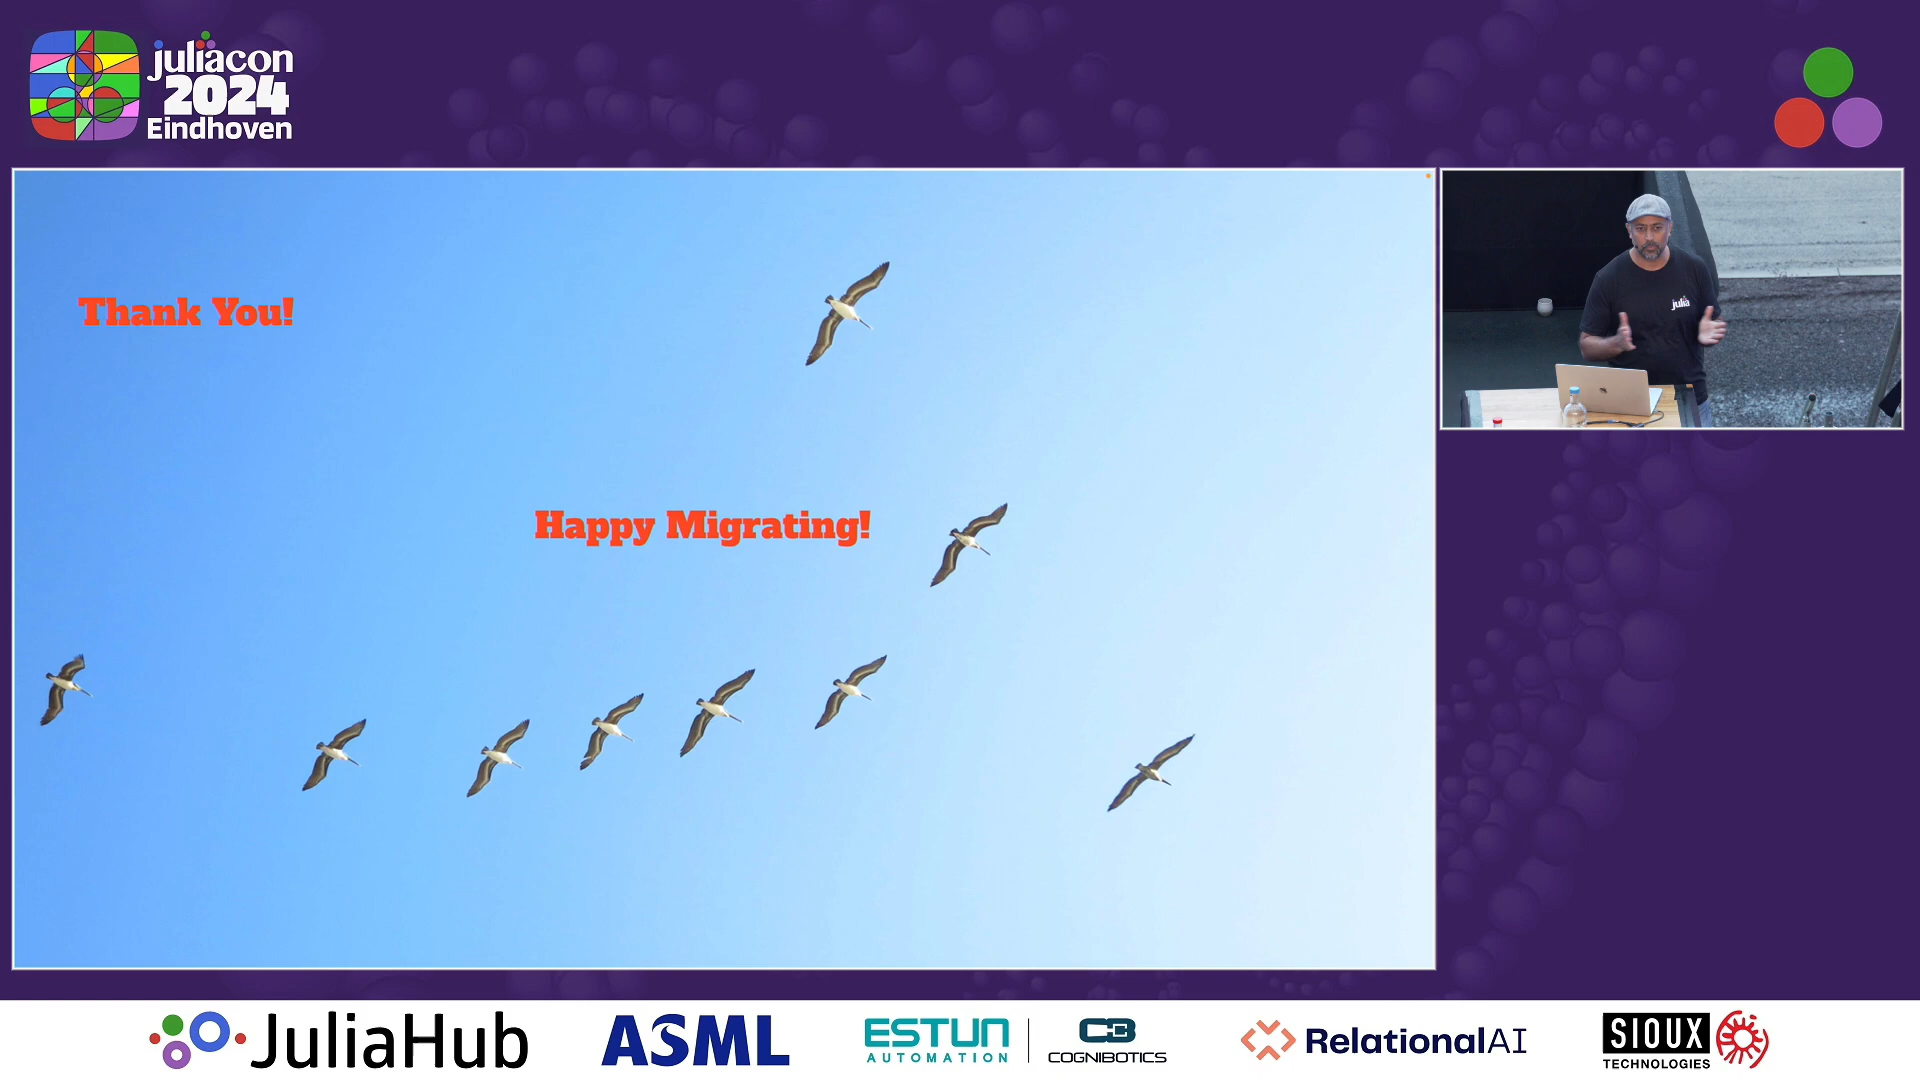 juliacon
2024
Eindhoven
Thank You!
Happy Migrating!
julia
JuliaHub
ASML
ESTUN
AUTOMATION
COGNIBOTICS
RelationalAI
SIOUX
TECHNOLOGIES